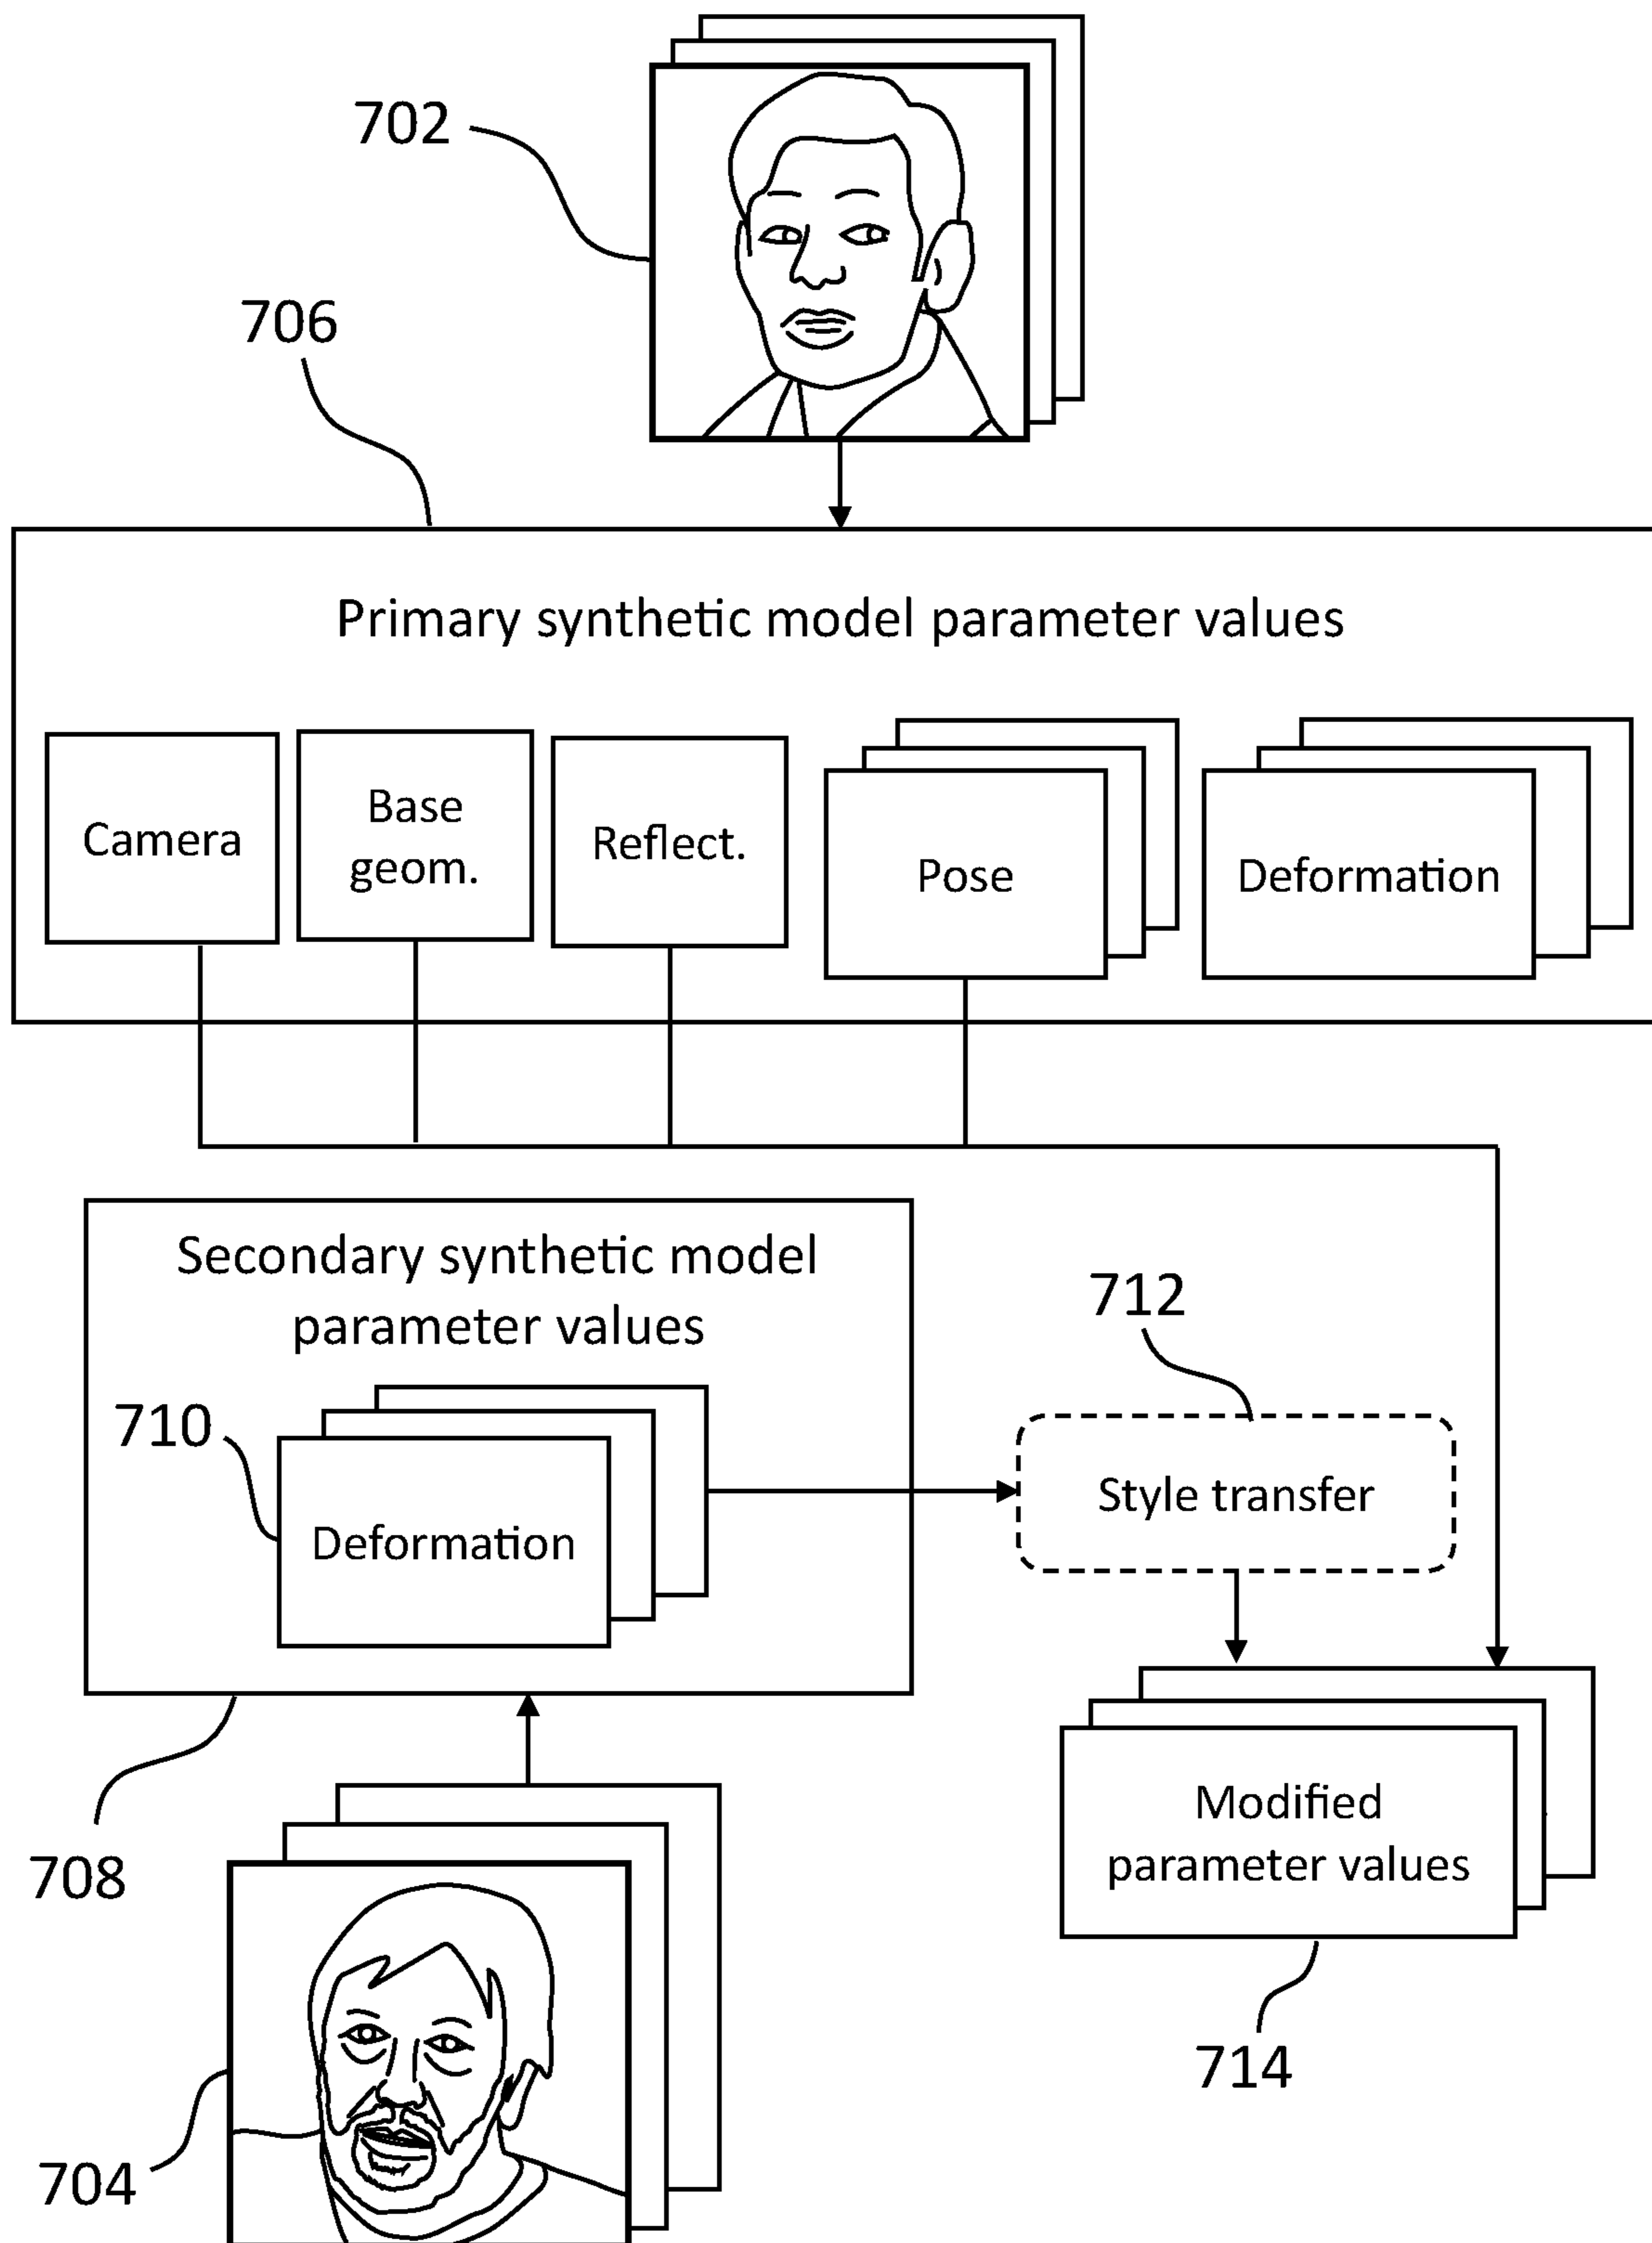 702
706
Primary synthetic model parameter values
Camera
Base
geom.
Reflect.
Pose
Deformation
Secondary synthetic model
parameter values
712
710
Style transfer
Deformation
Modified
parameter values
708
714
704